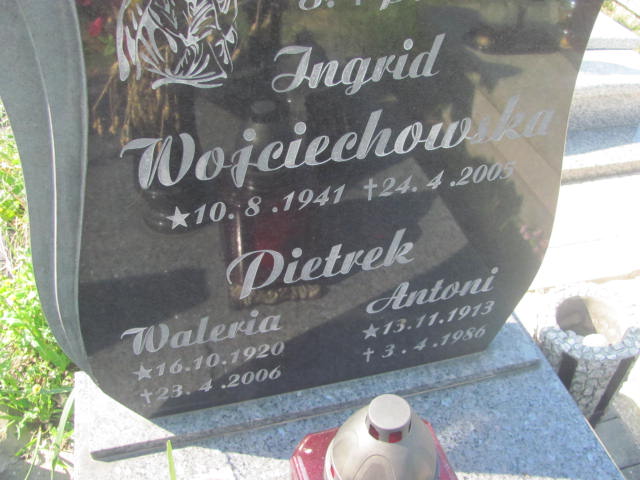 Ś. † P.
Ingrid
Wojciechowska
★10. 8 .1941 †24. 4 .2005
Pietrek
Waleria
★16.10.1920
†23. 4 .2006
Antoni
★13.11.1913
† 3. 4 .1986